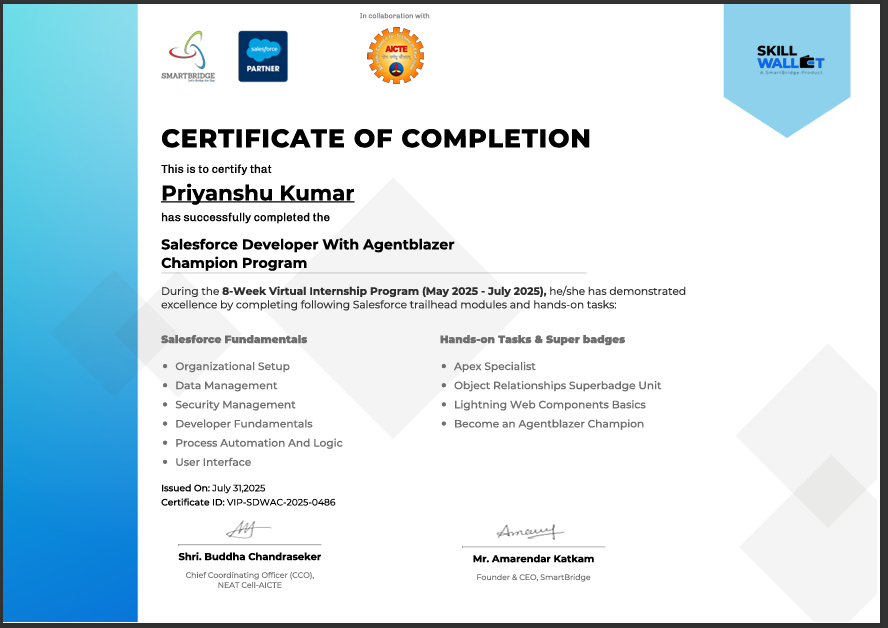 In collaboration with
SMARTBRIDGE
salesforce
PARTNER
AICTE
SKILL
WALLET
A SmartBridge Product
CERTIFICATE OF COMPLETION
This is to certify that
Priyanshu Kumar
has successfully completed the
Salesforce Developer With Agentblazer
Champion Program
During the 8-Week Virtual Internship Program (May 2025 - July 2025), he/she has demonstrated
excellence by completing following Salesforce trailhead modules and hands-on tasks:
Salesforce Fundamentals
• Organizational Setup
• Data Management
• Security Management
• Developer Fundamentals
• Process Automation And Logic
• User Interface
Hands-on Tasks & Super badges
• Apex Specialist
• Object Relationships Superbadge Unit
• Lightning Web Components Basics
• Become an Agentblazer Champion
Issued On: July 31,2025
Certificate ID: VIP-SDWAC-2025-0486
Shri. Buddha Chandraseker
Chief Coordinating Officer (CCO),
NEAT Cell-AICTE
Mr. Amarendar Katkam
Founder & CEO, SmartBridge